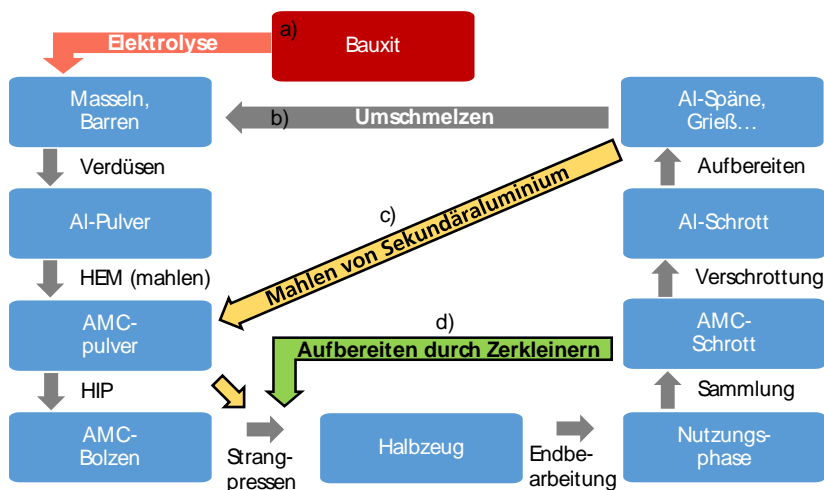 a)
Elektrolyse
Bauxit
Masseln,
Barren
b)
Umschmelzen
Al-Späne,
Grieß...
Verdüsen
Aufbereiten
c)
Mahlen von Sekundäraluminium
Al-Pulver
Al-Schrott
HEM (mahlen)
Verschrottung
AMC-
pulver
d)
Aufbereiten durch Zerkleinern
AMC-
Schrott
HIP
Sammlung
AMC-
Bolzen
Strang-
pressen
Halbzeug
Endbe-
arbeitung
Nutzungs-
phase